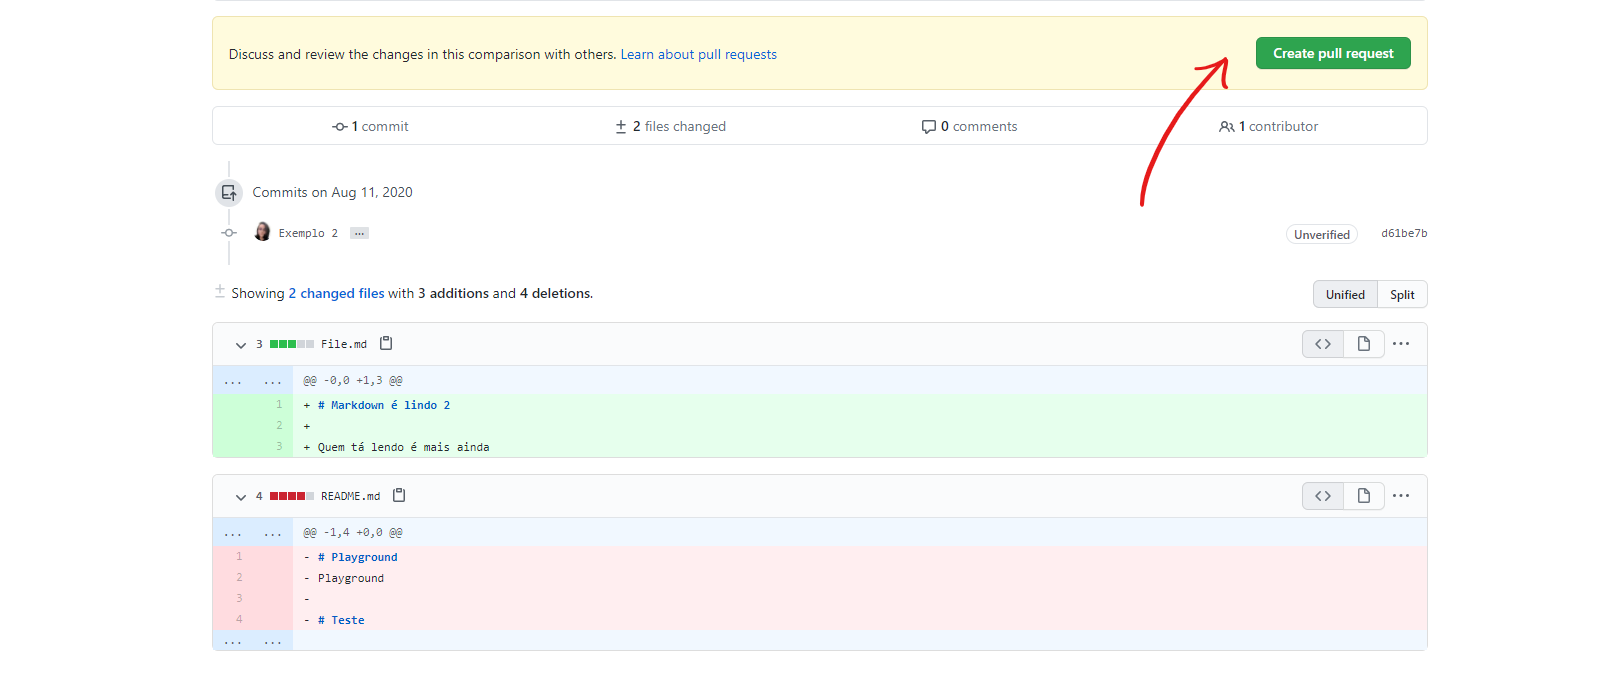 Discuss and review the changes in this comparison with others. Learn about pull requests
Create pull request
1 commit
2 files changed
0 comments
1 contributor
Commits on Aug 11, 2020
Exemplo 2 ...
Unverified
d61be7b
Showing 2 changed files with 3 additions and 4 deletions.
Unified Split
3 File.md
... ... @@ -0,0 +1,3 @@
1 + # Markdown é lindo 2
2 +
3 + Quem tá lendo é mais ainda
4 README.md
... ... @@ -1,4 +0,0 @@
1 - # Playground
2 - Playground
3 -
4 - # Teste
... ...